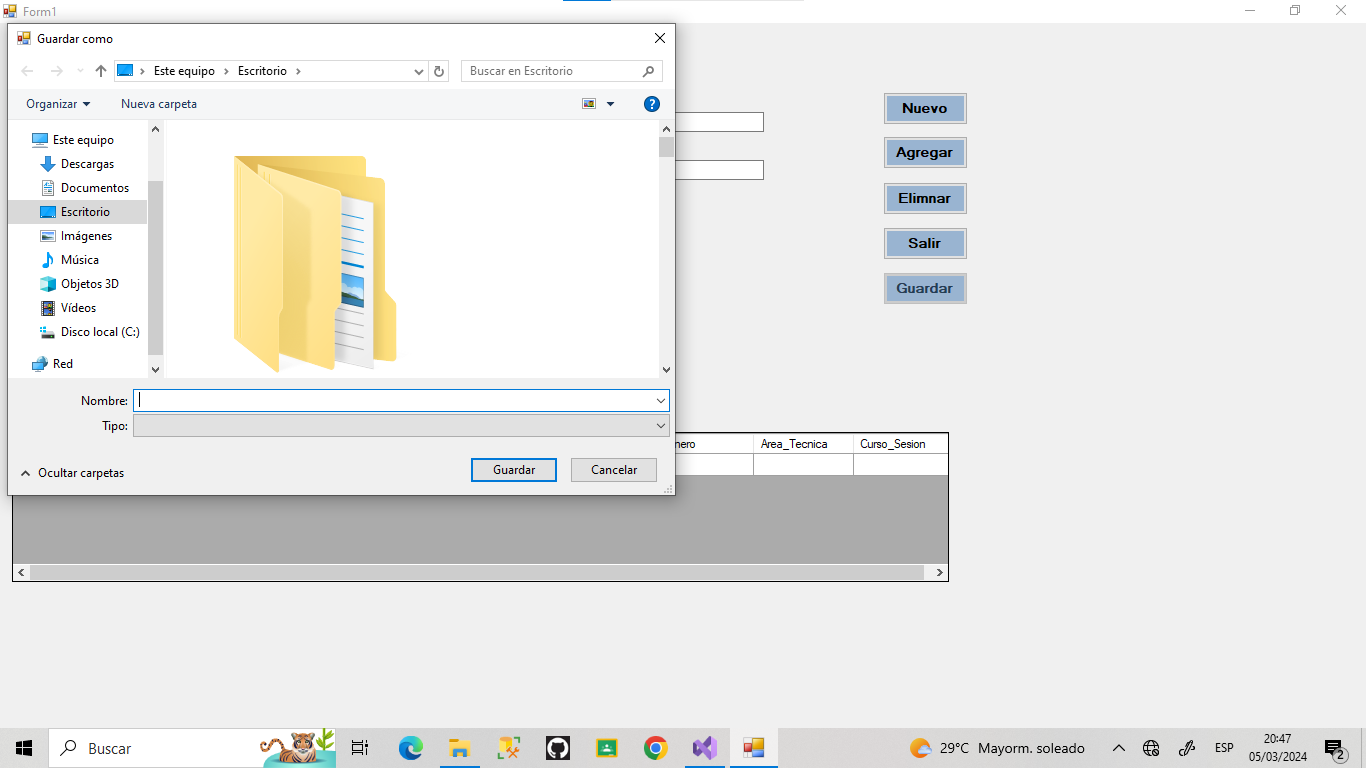 Form1
Guardar como
Este equipo
Escritorio
Buscar en Escritorio
Organizar
Nueva carpeta
?
Este equipo
Descargas
Documentos
Escritorio
Imágenes
Música
Objetos 3D
Vídeos
Disco local (C:)
Red
Nombre:
Tipo:
Ocultar carpetas
Guardar
Cancelar
Nuevo
Agregar
Elimnar
Salir
Guardar
nero
Area_Tecnica
Curso_Sesion
Buscar
29°C Mayorm. soleado
ESP
20:47
05/03/2024
2